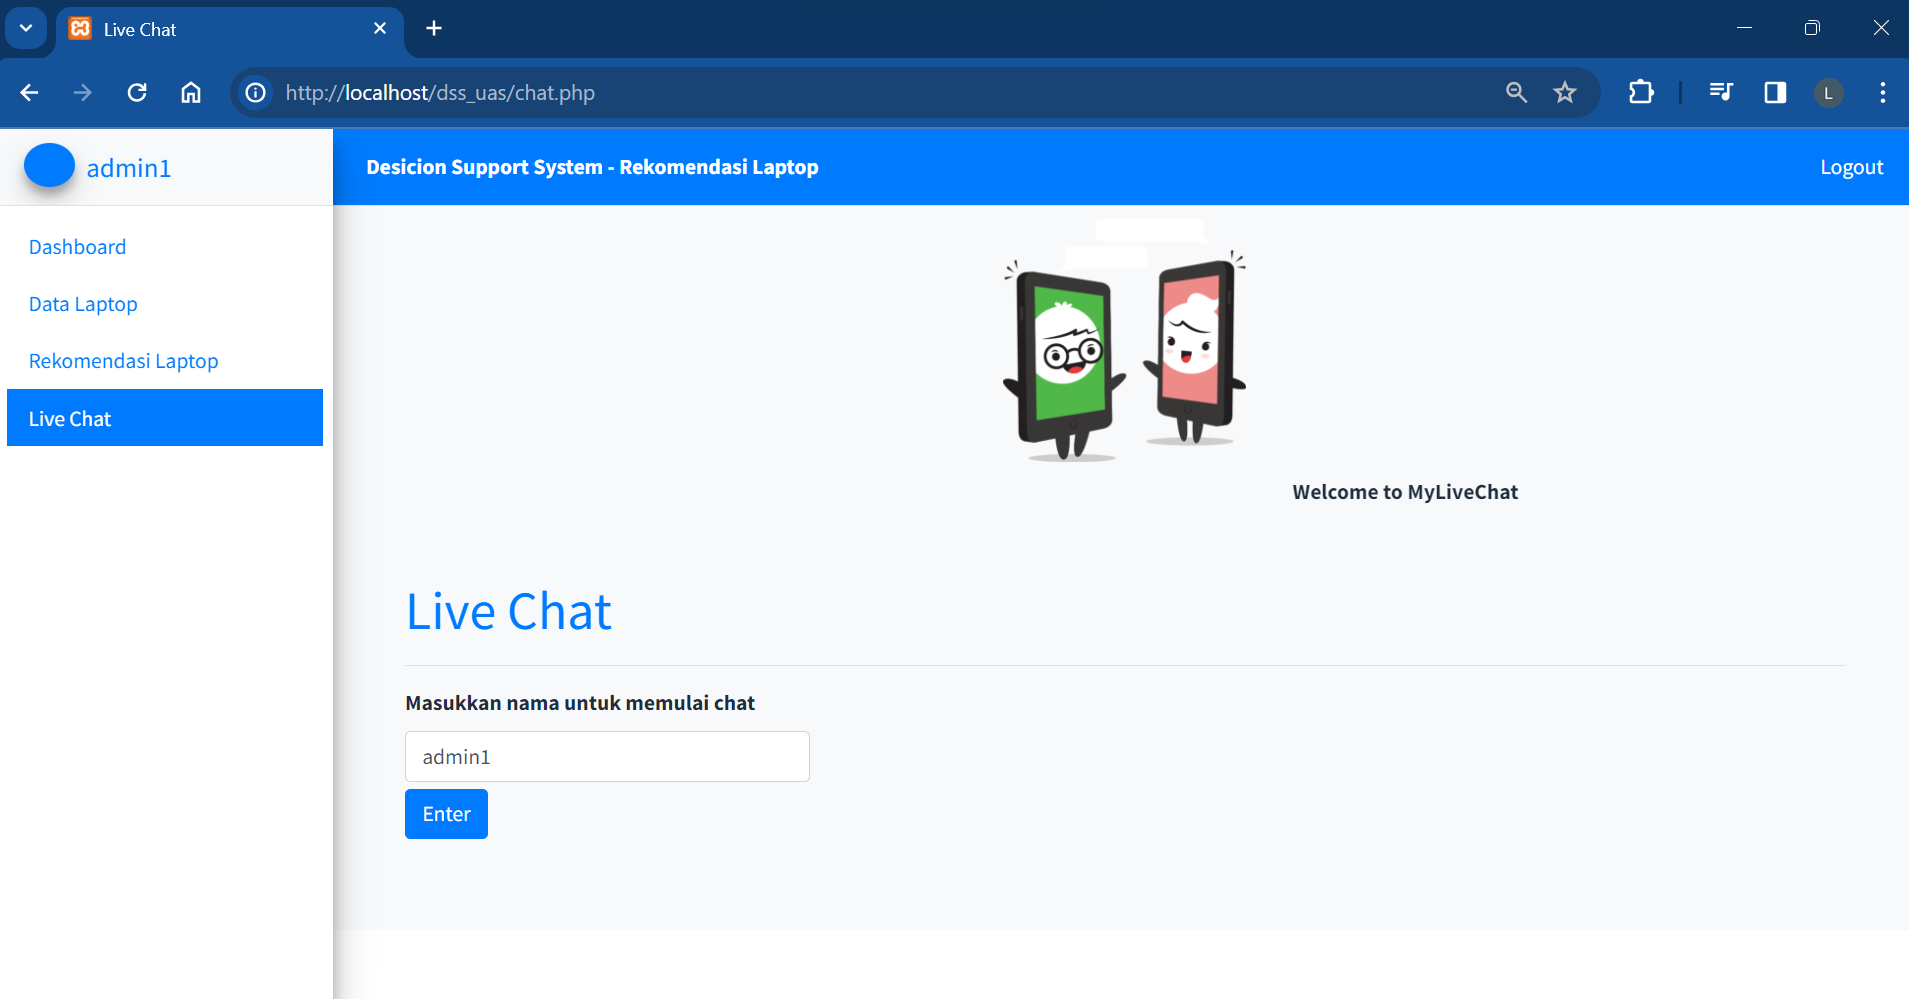 Live Chat
http://localhost/dss_uas/chat.php
L
admin1
Desicion Support System - Rekomendasi Laptop
Logout
Dashboard
Data Laptop
Rekomendasi Laptop
Live Chat
Welcome to MyLiveChat
Live Chat
Masukkan nama untuk memulai chat
admin1
Enter